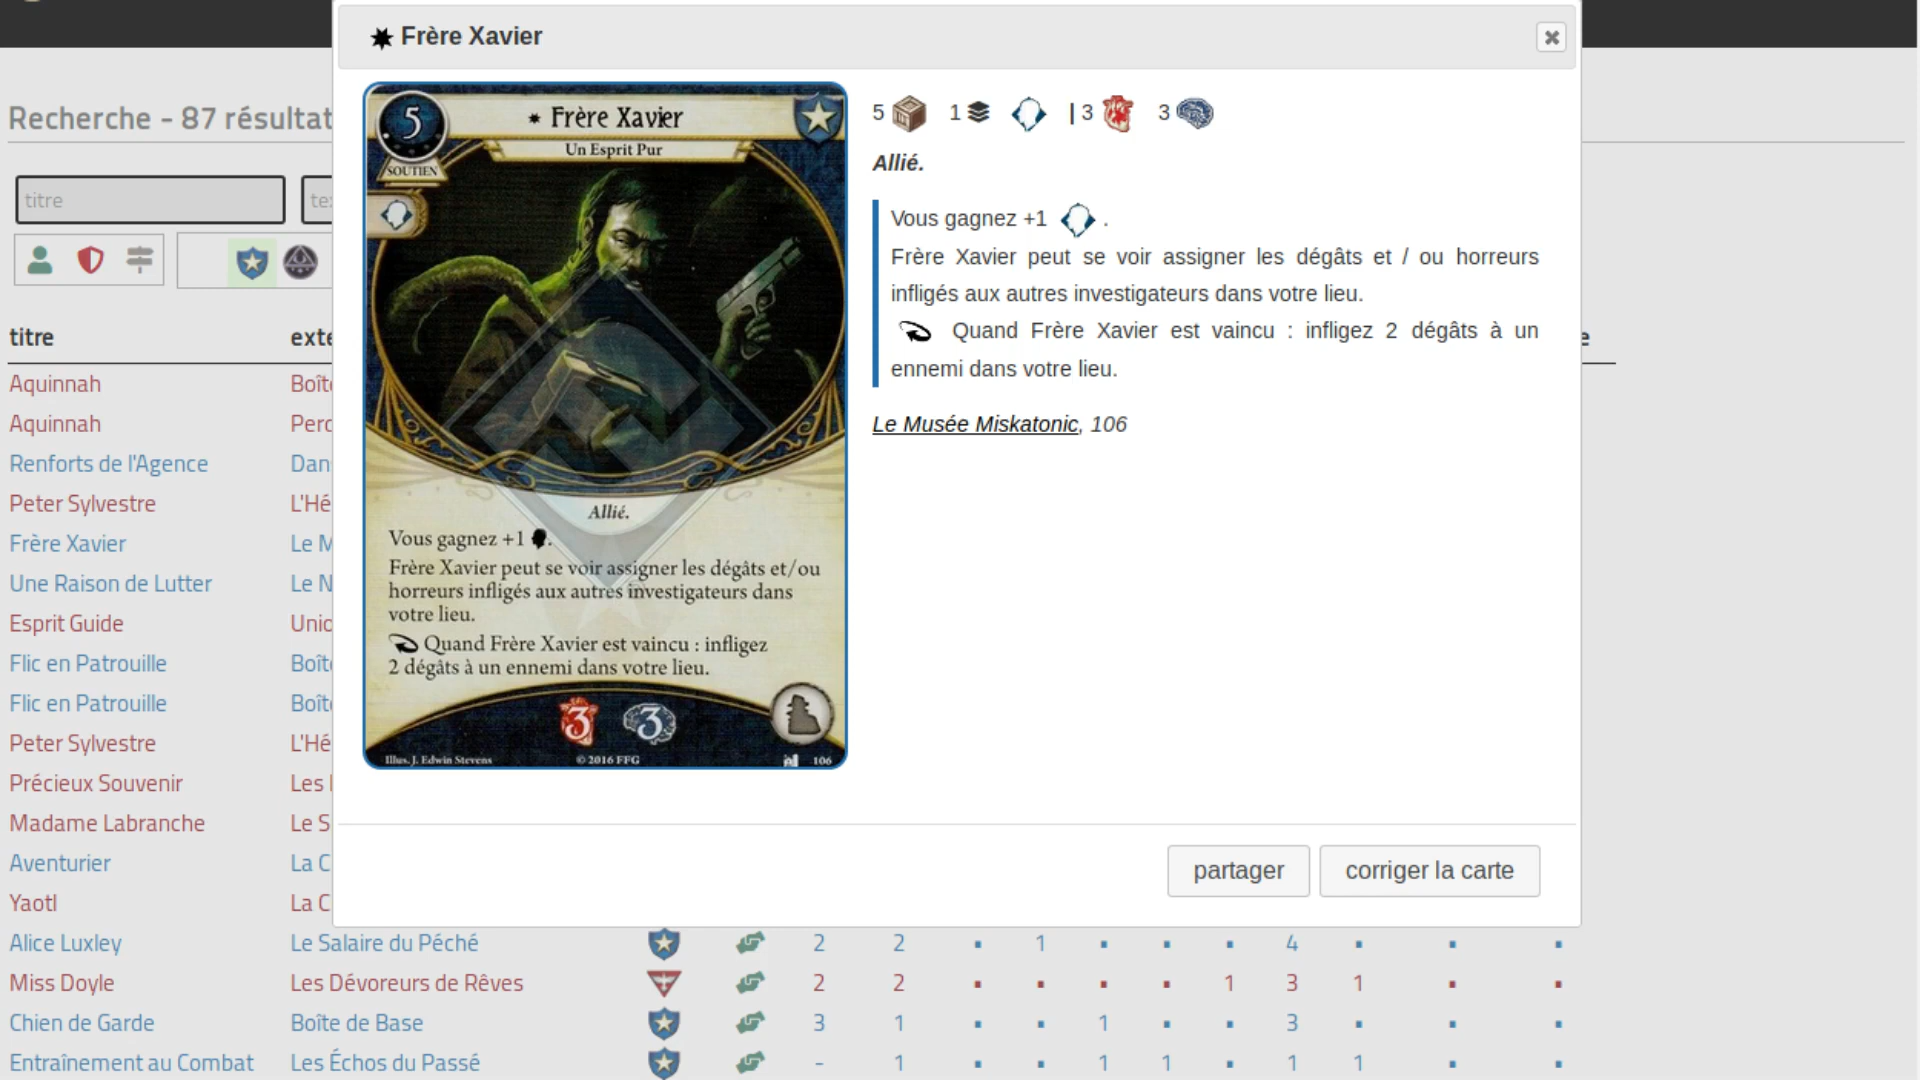 Frère Xavier
5
Frère Xavier
Un Esprit Pur
SOUTIEN
Allié.
Vous gagnez +1 .
Frère Xavier peut se voir assigner les dégâts et/ou
horreurs infligés aux autres investigateurs dans
votre lieu.
Quand Frère Xavier est vaincu : infligez
2 dégâts à un ennemi dans votre lieu.
3 3
Illus. J. Edwin Stevens © 2016 FFG 106
5 1 | 3 3
Allié.
Vous gagnez +1 .
Frère Xavier peut se voir assigner les dégâts et / ou horreurs
infligés aux autres investigateurs dans votre lieu.
Quand Frère Xavier est vaincu : infligez 2 dégâts à un
ennemi dans votre lieu.
Le Musée Miskatonic, 106
partager corriger la carte
Recherche - 87 résultat
titre
titre
Aquinnah
Aquinnah
Renforts de l'Agence
Peter Sylvestre
Frère Xavier Le M
Une Raison de Lutter Le N
Esprit Guide
Flic en Patrouille
Flic en Patrouille
Peter Sylvestre
Précieux Souvenir Les
Madame Labranche Le S
Aventurier La C
Yaotl La C
Alice Luxley Le Salaire du Péché 2 2 ▪ 1 ▪ ▪ ▪ 4 ▪ ▪ ▪
Miss Doyle Les Dévoreurs de Rêves 2 2 ▪ ▪ ▪ ▪ 1 3 1 ▪ ▪
Chien de Garde Boîte de Base 3 1 ▪ ▪ 1 ▪ ▪ 3 ▪ ▪ ▪
Entraînement au Combat Les Échos du Passé - 1 ▪ ▪ 1 1 ▪ 1 1 ▪ ▪